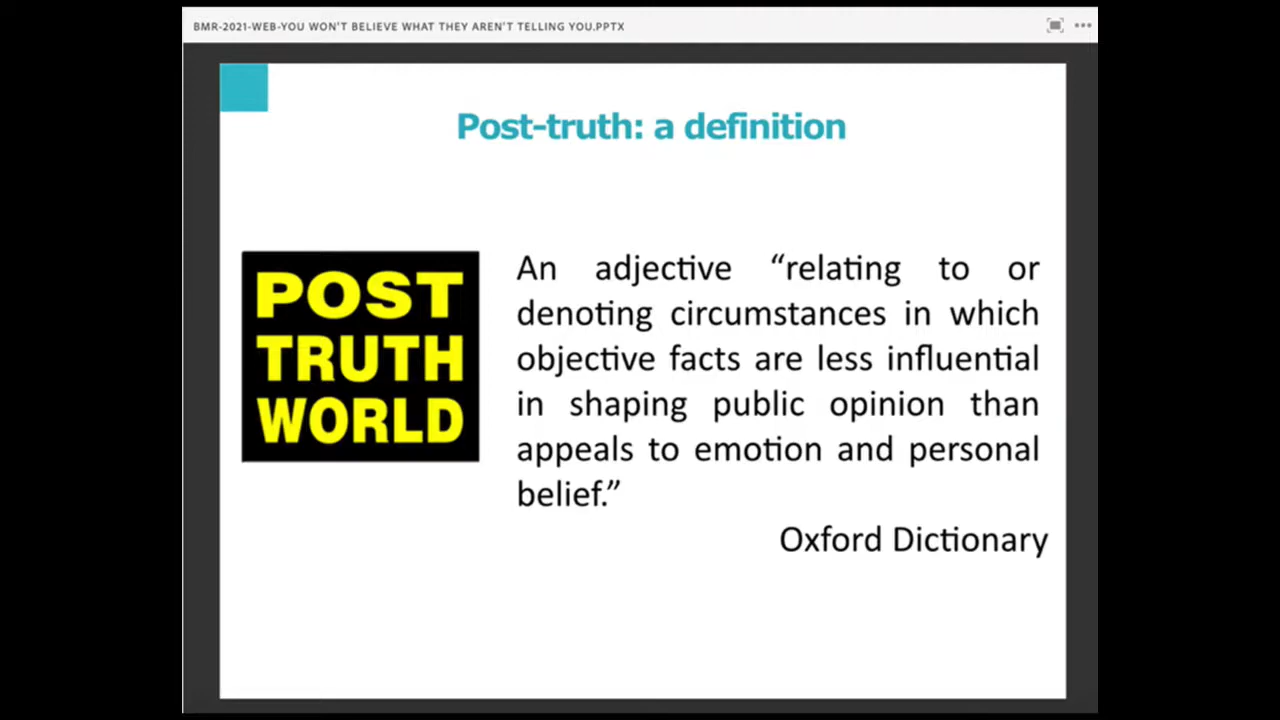 BMR-2021-WEB-YOU WON'T BELIEVE WHAT THEY AREN'T TELLING YOU.PPTX
Post-truth: a definition
POST
TRUTH
WORLD
An adjective “relating to or
denoting circumstances in which
objective facts are less influential
in shaping public opinion than
appeals to emotion and personal
belief.”
Oxford Dictionary